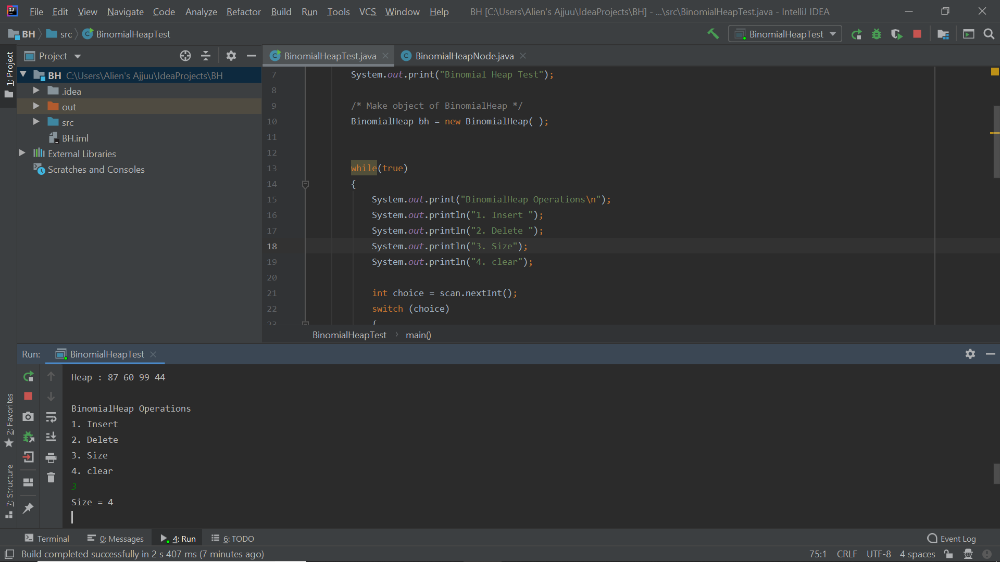 File Edit View Navigate Code Analyze Refactor Build Run Tools VCS Window Help BH [C:\Users\Alien's Ajjuu\IdeaProjects\BH] - ...\src\BinomialHeapTest.java - IntelliJ IDEA
BH src BinomialHeapTest
BinomialHeapTest
1: Project
Project
BH C:\Users\Alien's Ajjuu\IdeaProjects\BH
.idea
out
src
BH.iml
External Libraries
Scratches and Consoles
BinomialHeapTest.java BinomialHeapNode.java
7 System.out.print("Binomial Heap Test");
8
9 /* Make object of BinomialHeap */
10 BinomialHeap bh = new BinomialHeap( );
11
12
13 while(true)
14 {
15 System.out.print("BinomialHeap Operations\n");
16 System.out.println("1. Insert ");
17 System.out.println("2. Delete ");
18 System.out.println("3. Size");
19 System.out.println("4. clear");
20
21 int choice = scan.nextInt();
22 switch (choice)
23 {
BinomialHeapTest main()
Run: BinomialHeapTest
Heap : 87 60 99 44
BinomialHeap Operations
1. Insert
2. Delete
3. Size
4. clear
3
Size = 4
2: Favorites
7: Structure
Terminal 0: Messages 4: Run 6: TODO Event Log
Build completed successfully in 2 s 407 ms (7 minutes ago) 75:1 CRLF UTF-8 4 spaces